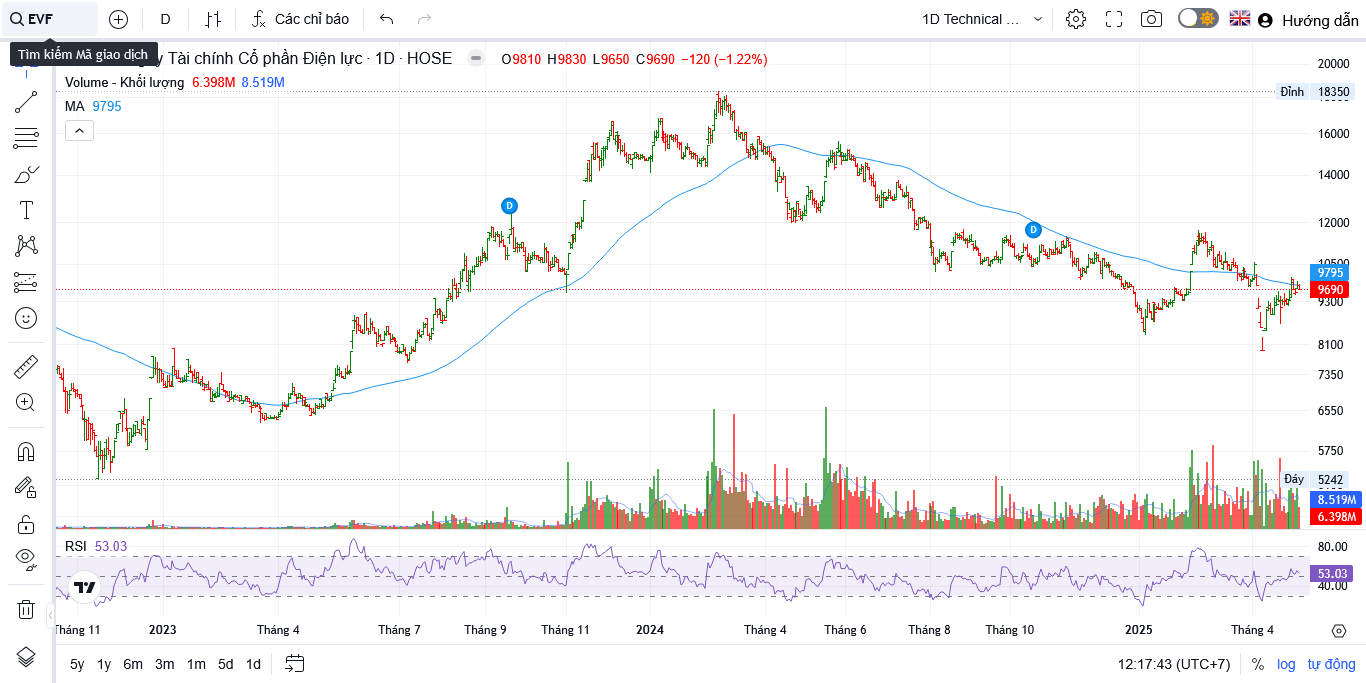 EVF D Các chỉ báo 1D Technical ... Hướng dẫn
Tìm kiếm Mã giao dịch
y Tài chính Cổ phần Điện lực · 1D · HOSE O9810 H9830 L9650 C9690 −120 (−1.22%)
Volume - Khối lượng 6.398M 8.519M
MA 9795
20000
Đỉnh 18350
16000
14000
12000
10500
9795
9690
9300
8100
7350
6550
5750
Đáy 5242
8.519M
6.398M
D
D
RSI 53.03
80.00
53.03
40.00
Tháng 11 2023 Tháng 4 Tháng 7 Tháng 9 Tháng 11 2024 Tháng 4 Tháng 6 Tháng 8 Tháng 10 2025 Tháng 4
5y 1y 6m 3m 1m 5d 1d 12:17:43 (UTC+7) % log tự động